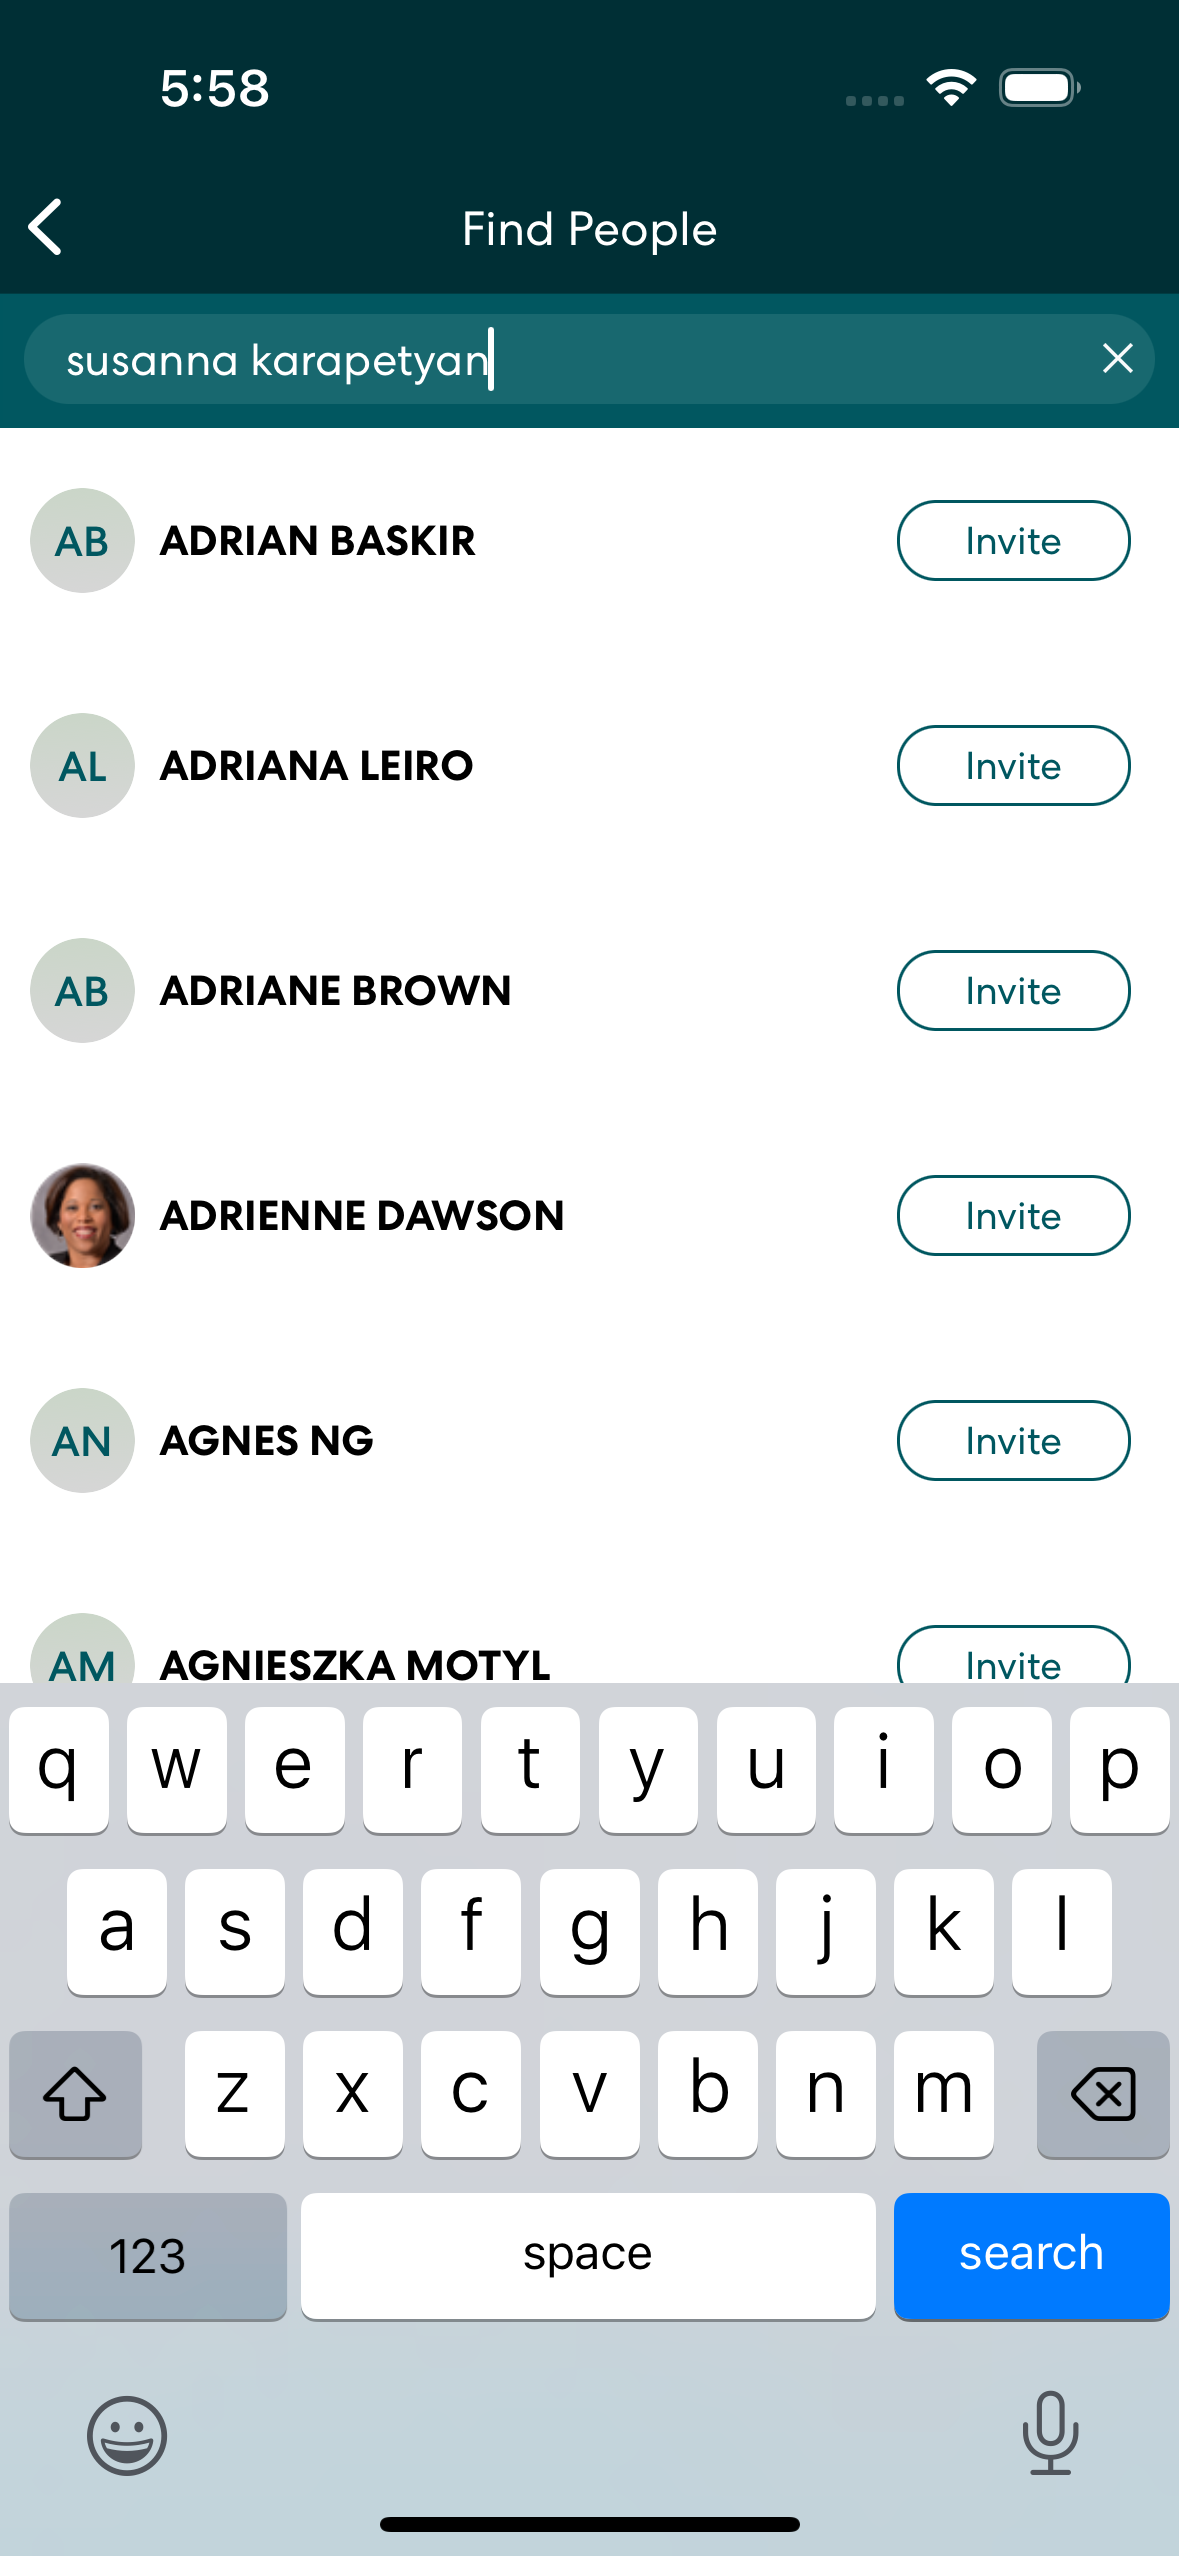 5:58
Find People
susanna karapetyan
AB ADRIAN BASKIR Invite
AL ADRIANA LEIRO Invite
AB ADRIANE BROWN Invite
ADRIENNE DAWSON Invite
AN AGNES NG Invite
AM AGNIESZKA MOTYL Invite
q w e r t y u i o p
a s d f g h j k l
z x c v b n m
123 space search